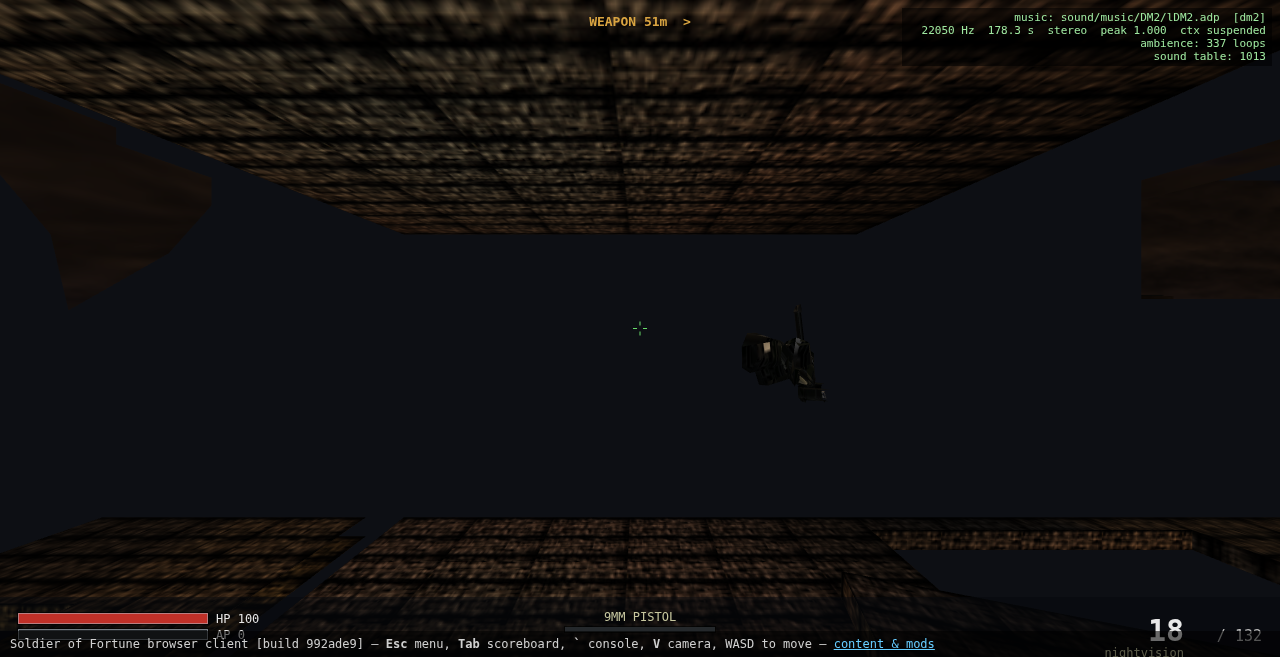 WEAPON 51m  >
music: sound/music/DM2/lDM2.adp  [dm2]
22050 Hz  178.3 s  stereo  peak 1.000  ctx suspended
ambience: 337 loops
sound table: 1013
9MM PISTOL
HP 100
AP 0
18 / 132
Soldier of Fortune browser client [build 992ade9] — Esc menu, Tab scoreboard, ` console, V camera, WASD to move — content & mods
nightvision